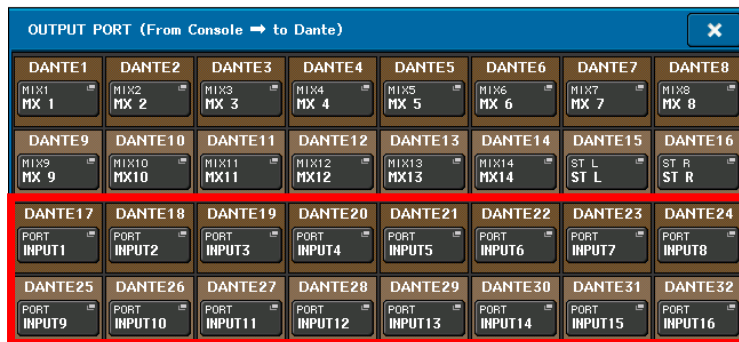 OUTPUT PORT (From Console ➡ to Dante)
DANTE1 DANTE2 DANTE3 DANTE4 DANTE5 DANTE6 DANTE7 DANTE8
MIX1 MIX2 MIX3 MIX4 MIX5 MIX6 MIX7 MIX8
MX 1 MX 2 MX 3 MX 4 MX 5 MX 6 MX 7 MX 8
DANTE9 DANTE10 DANTE11 DANTE12 DANTE13 DANTE14 DANTE15 DANTE16
MIX9 MIX10 MIX11 MIX12 MIX13 MIX14 ST L ST R
MX 9 MX10 MX11 MX12 MX13 MX14 ST L ST R
DANTE17 DANTE18 DANTE19 DANTE20 DANTE21 DANTE22 DANTE23 DANTE24
PORT PORT PORT PORT PORT PORT PORT PORT
INPUT1 INPUT2 INPUT3 INPUT4 INPUT5 INPUT6 INPUT7 INPUT8
DANTE25 DANTE26 DANTE27 DANTE28 DANTE29 DANTE30 DANTE31 DANTE32
PORT PORT PORT PORT PORT PORT PORT PORT
INPUT9 INPUT10 INPUT11 INPUT12 INPUT13 INPUT14 INPUT15 INPUT16